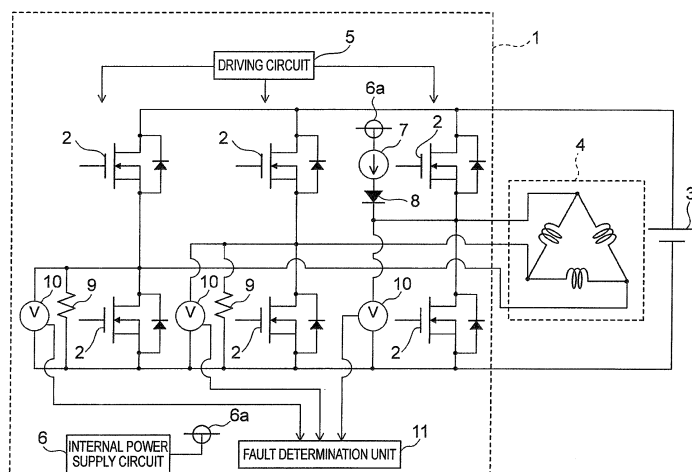 5
1
DRIVING CIRCUIT
6a
7
2
2
2
4
3
8
10
9
10
9
10
2
2
2
6a
6
INTERNAL POWER
SUPPLY CIRCUIT
FAULT DETERMINATION UNIT
11
V
V
V